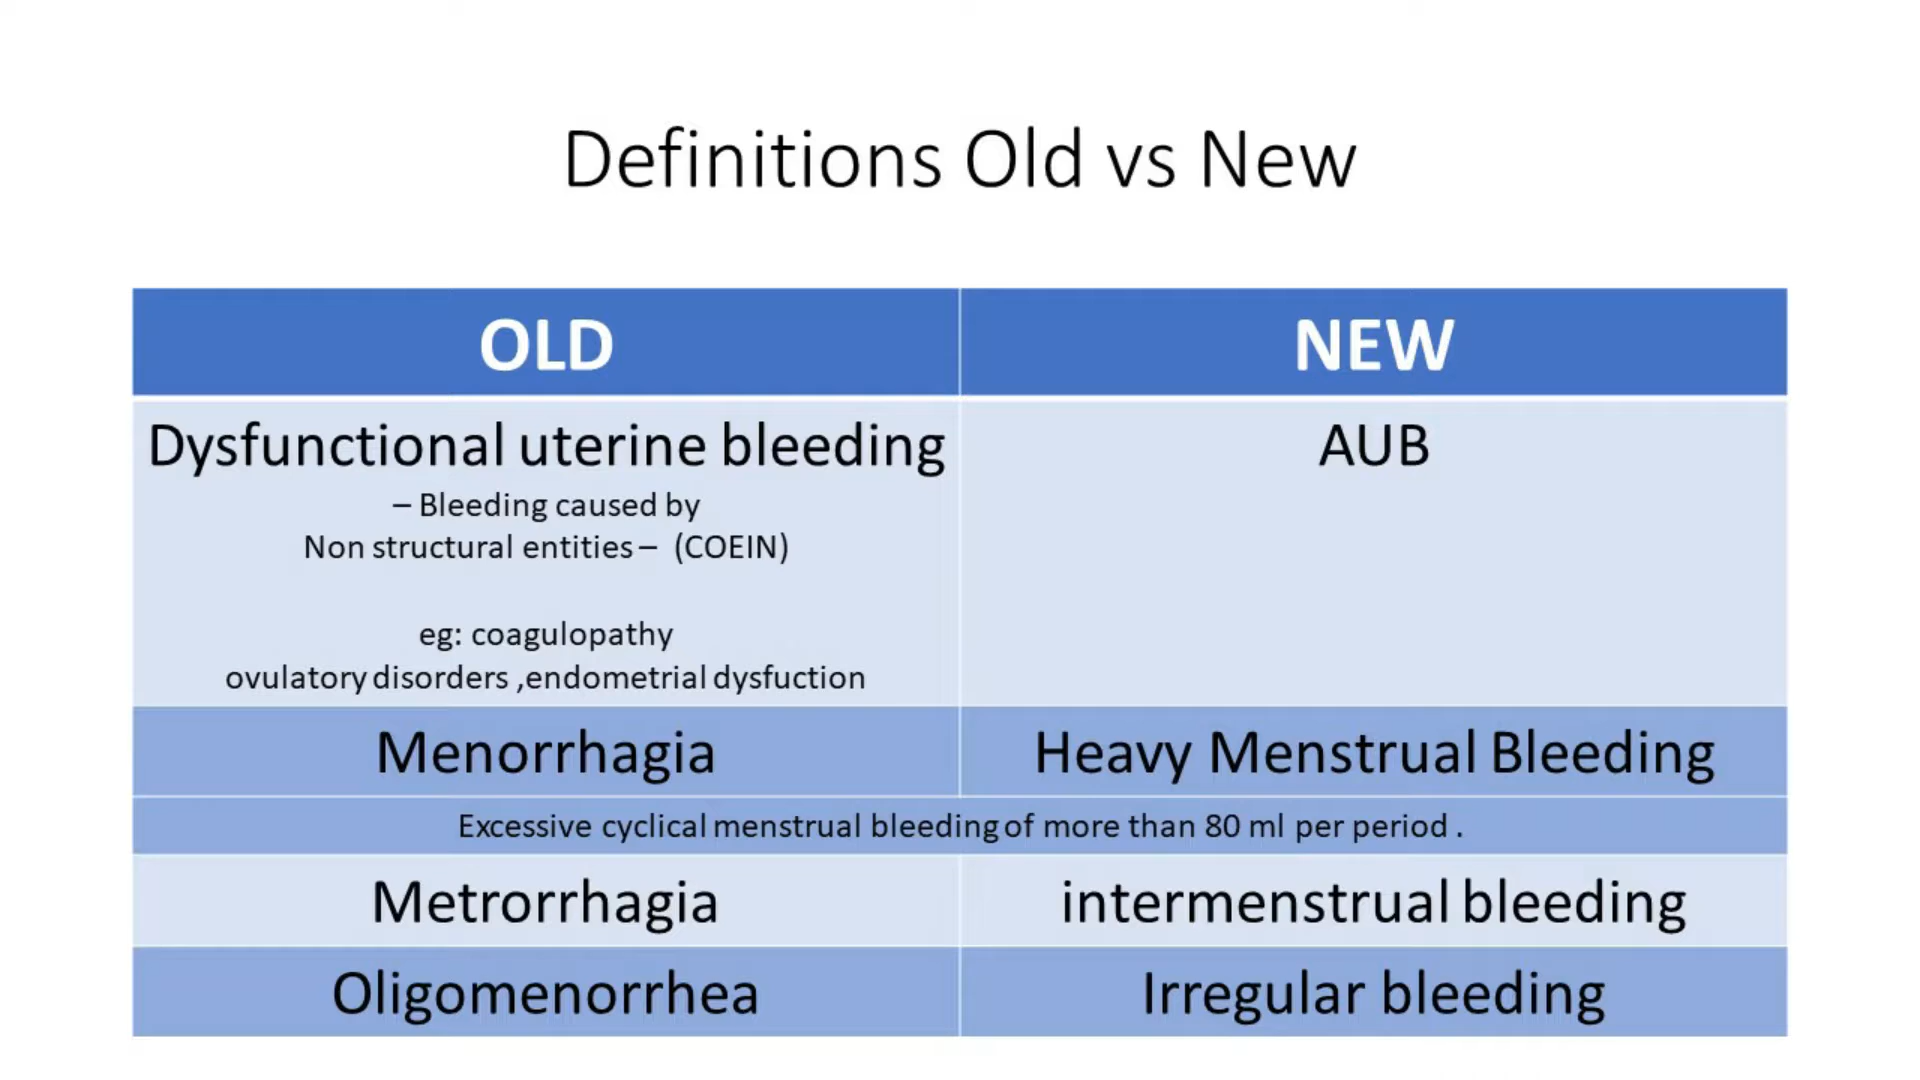 Definitions Old vs New
OLD
NEW
Dysfunctional uterine bleeding
– Bleeding caused by
Non structural entities – (COEIN)
eg: coagulopathy
ovulatory disorders ,endometrial dysfuction
AUB
Menorrhagia
Heavy Menstrual Bleeding
Excessive cyclical menstrual bleeding of more than 80 ml per period .
Metrorrhagia
intermenstrual bleeding
Oligomenorrhea
Irregular bleeding